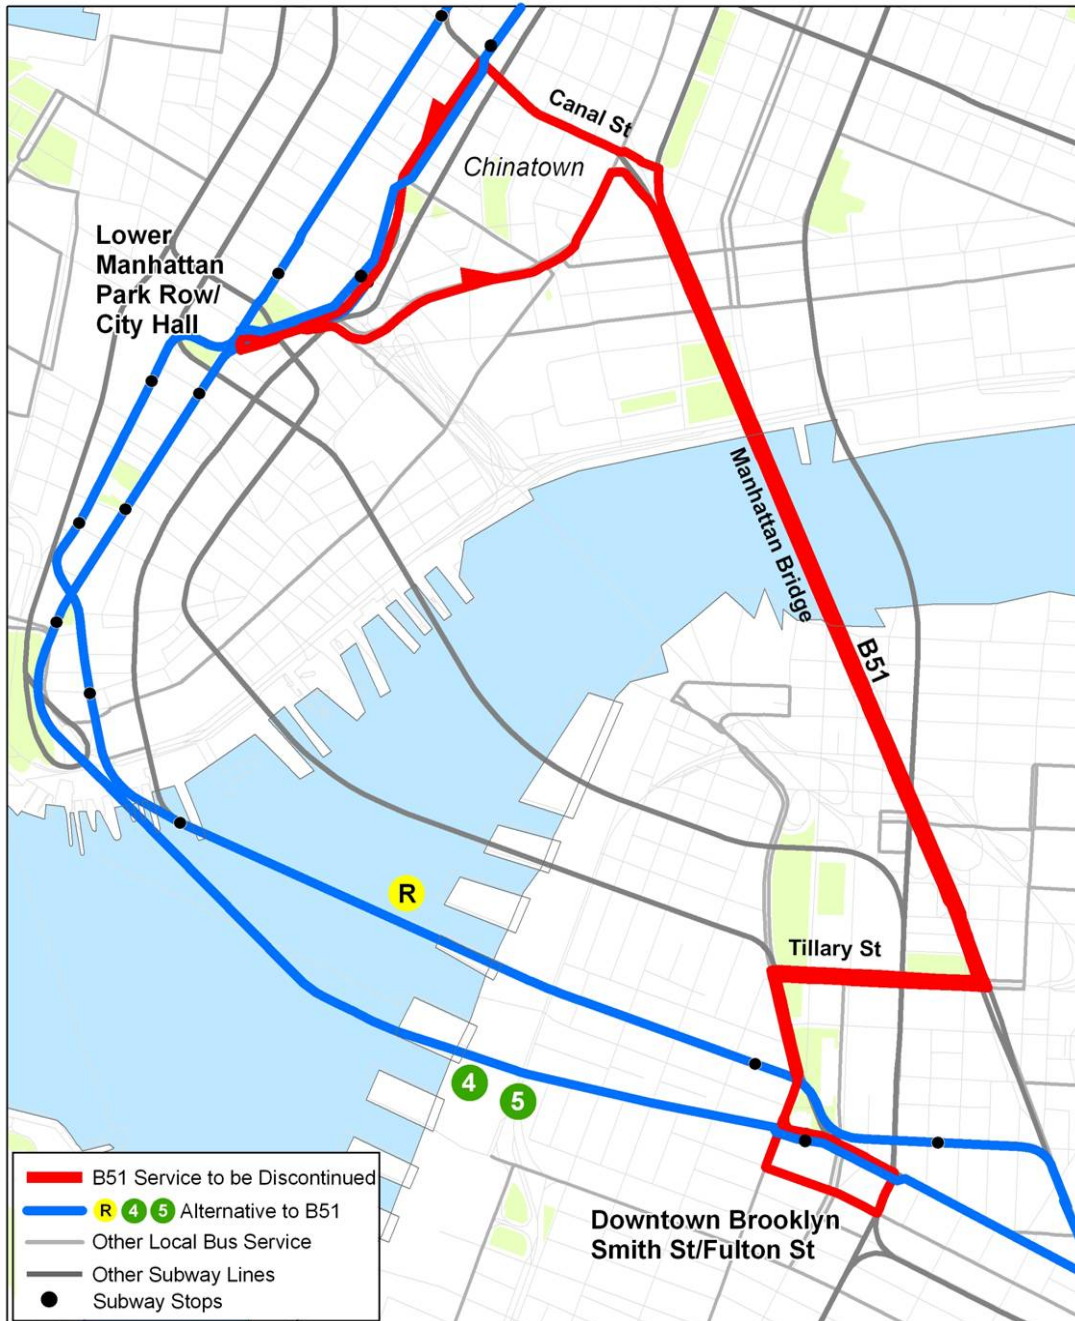 Canal St
Chinatown
Lower
Manhattan
Park Row/
City Hall
Manhattan Bridge
B51
R
Tillary St
4
5
B51 Service to be Discontinued
R 4 5 Alternative to B51
Other Local Bus Service
Other Subway Lines
Subway Stops
Downtown Brooklyn
Smith St/Fulton St